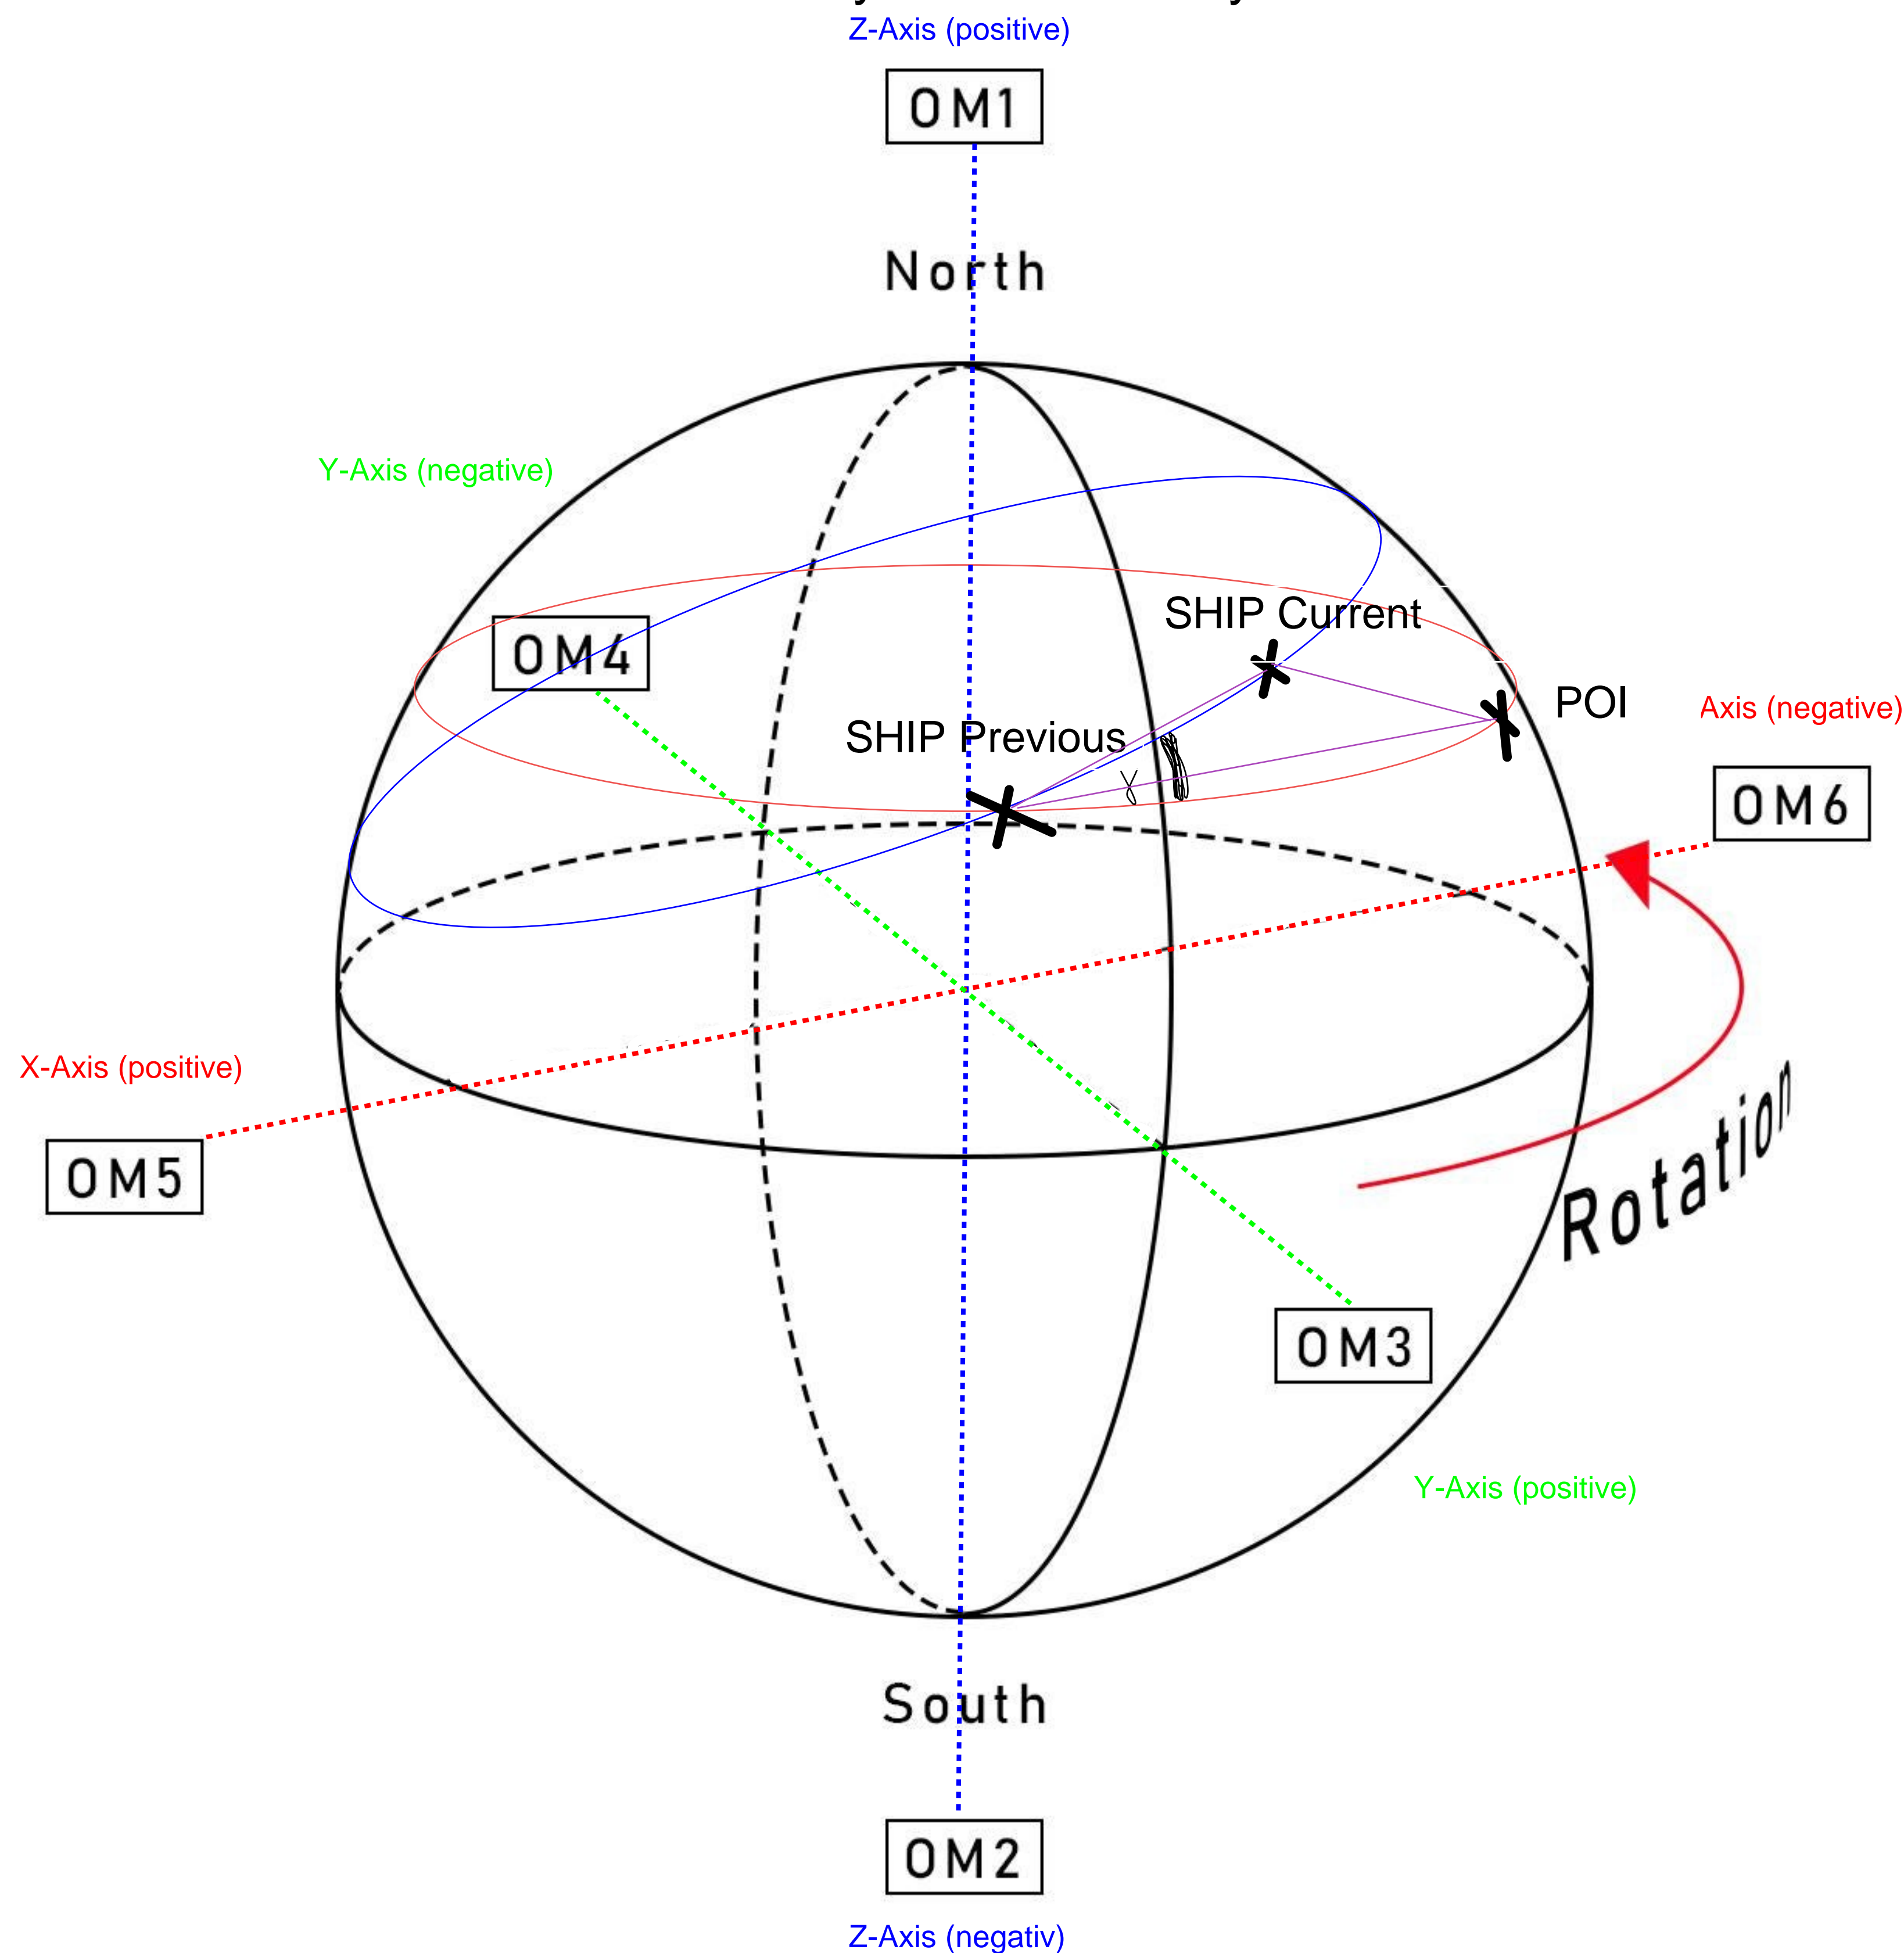 Z-Axis (positive)
OM1
North
Y-Axis (negative)
SHIP Current
OM4
POI
Axis (negative)
SHIP Previous
OM6
X-Axis (positive)
OM5
Rotation
OM3
Y-Axis (positive)
South
OM2
Z-Axis (negativ)